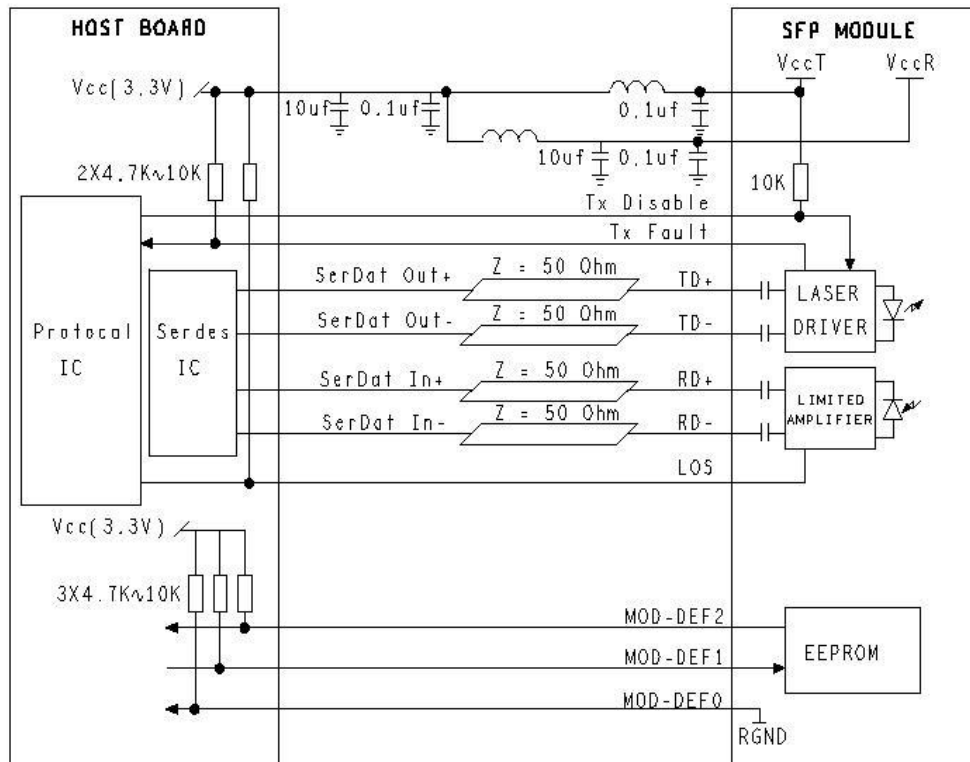 HOST BOARD
SFP MODULE
VccT
VccR
Vcc(3.3V)
10uf
0.1uf
0.1uf
10uf
0.1uf
2X4.7K~10K
10K
Tx Disable
Tx Fault
Z = 50 Ohm
SerDat Out+
TD+
Z = 50 Ohm
SerDat Out-
TD-
LASER
DRIVER
Protocal
IC
Serdes
IC
Z = 50 Ohm
SerDat In+
RD+
Z = 50 Ohm
SerDat In-
RD-
LIMITED
AMPLIFIER
LOS
Vcc(3.3V)
3X4.7K~10K
MOD-DEF2
MOD-DEF1
MOD-DEF0
EEPROM
RGND